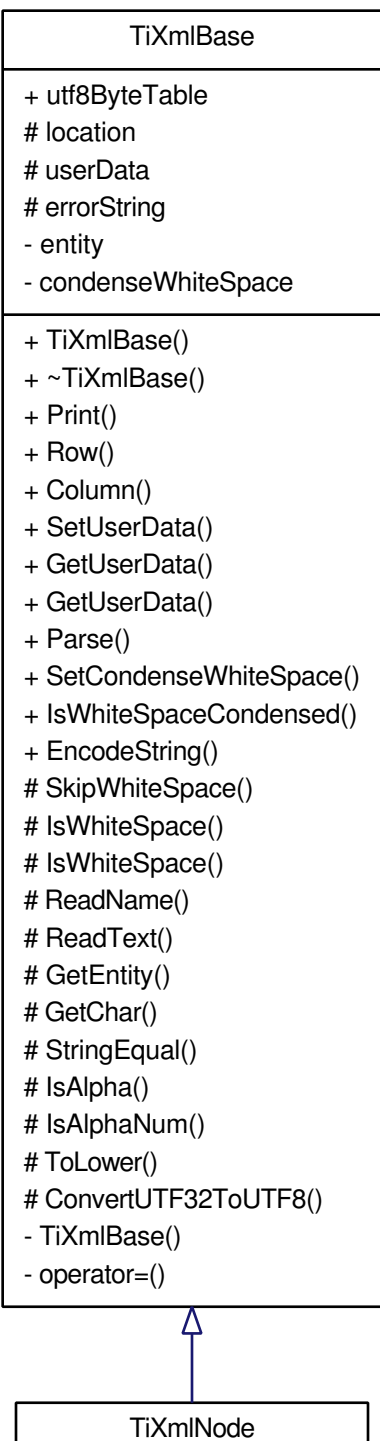 TiXmlBase
+ utf8ByteTable
# location
# userData
# errorString
- entity
- condenseWhiteSpace
+ TiXmlBase()
+ ~TiXmlBase()
+ Print()
+ Row()
+ Column()
+ SetUserData()
+ GetUserData()
+ GetUserData()
+ Parse()
+ SetCondenseWhiteSpace()
+ IsWhiteSpaceCondensed()
+ EncodeString()
# SkipWhiteSpace()
# IsWhiteSpace()
# IsWhiteSpace()
# ReadName()
# ReadText()
# GetEntity()
# GetChar()
# StringEqual()
# IsAlpha()
# IsAlphaNum()
# ToLower()
# ConvertUTF32ToUTF8()
- TiXmlBase()
- operator=()
TiXmlNode